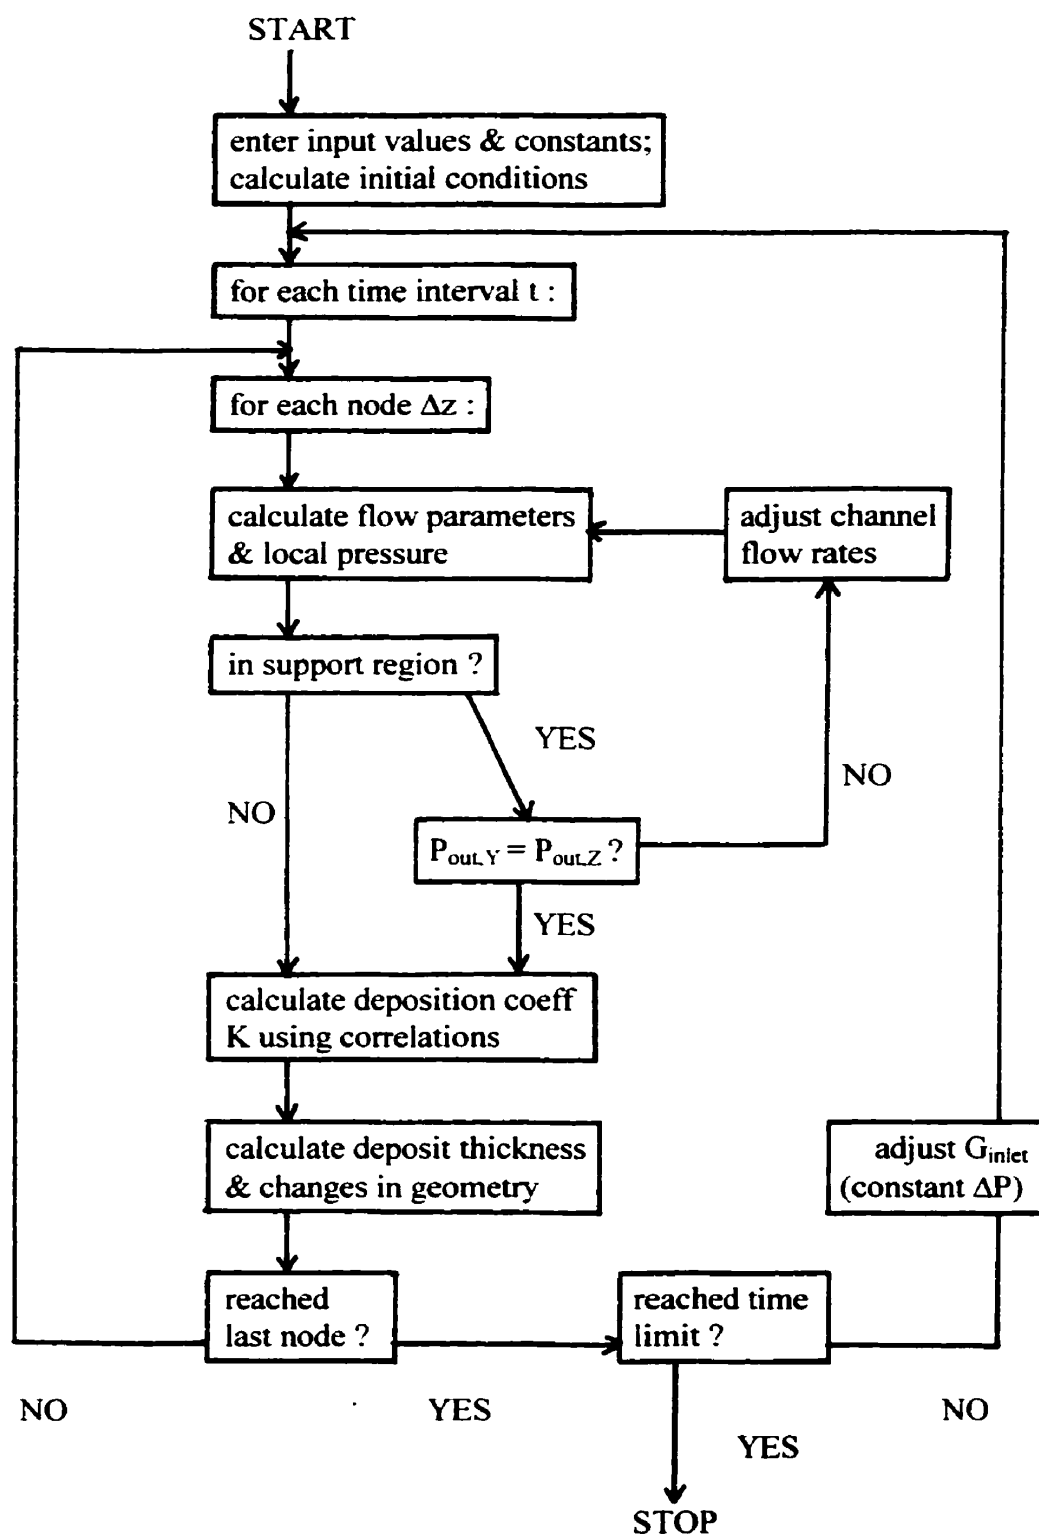 START
enter input values & constants;
calculate initial conditions
for each time interval t :
for each node Δz :
calculate flow parameters
& local pressure
adjust channel
flow rates
in support region ?
YES
NO
NO
P_out,Y = P_out,Z ?
YES
calculate deposition coeff
K using correlations
calculate deposit thickness
& changes in geometry
adjust G_inlet
(constant ΔP)
reached
last node ?
reached time
limit ?
NO
YES
NO
YES
STOP